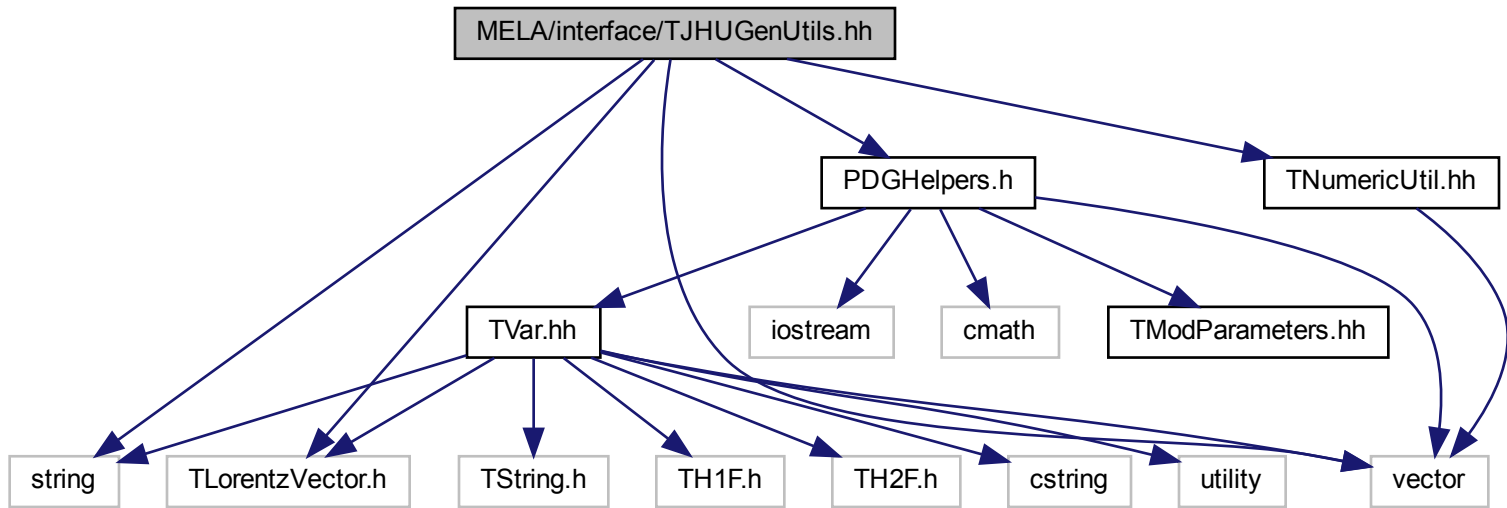 MELA/interface/TJHUGenUtils.hh
PDGHelpers.h
TNumericUtil.hh
TVar.hh
iostream
cmath
TModParameters.hh
string
TLorentzVector.h
TString.h
TH1F.h
TH2F.h
cstring
utility
vector